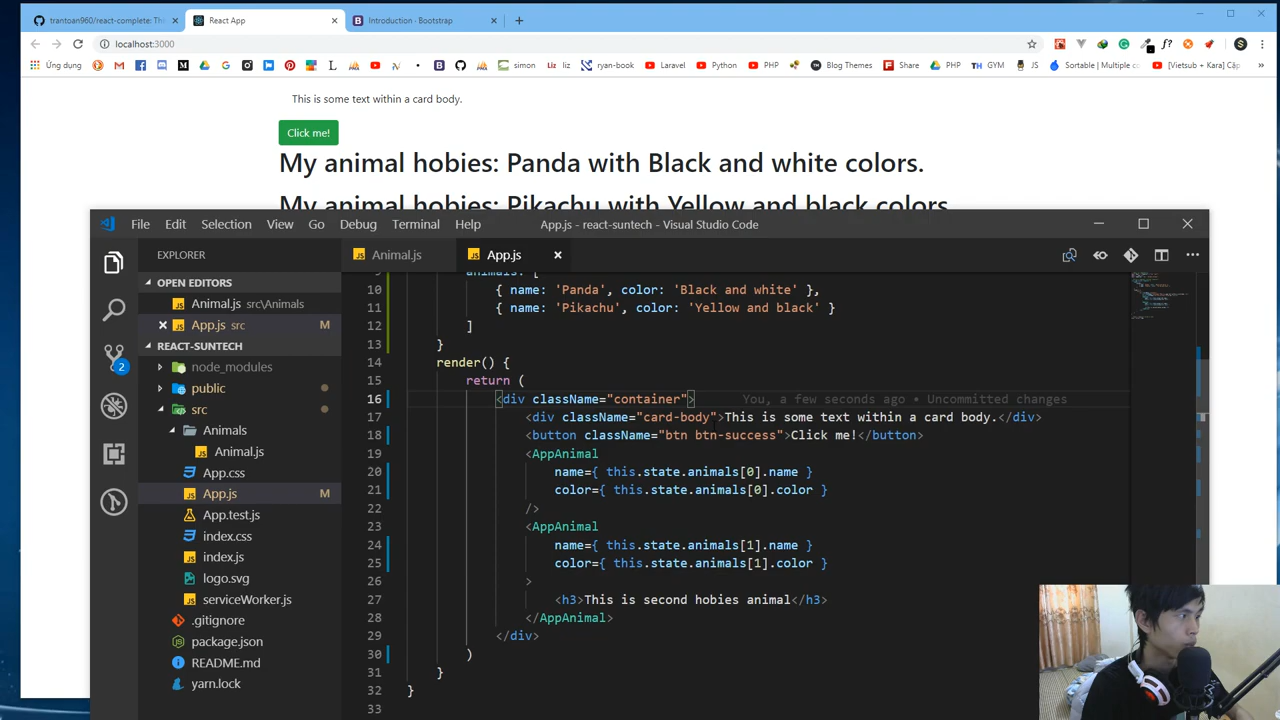 trantoan960/react-complete: Thi
React App
Introduction · Bootstrap
localhost:3000
Ứng dụng
simon
liz
ryan-book
Laravel
Python
PHP
Blog Themes
Share
PHP
GYM
JS
Sortable | Multiple c
[Vietsub + Kara] Cặp
This is some text within a card body.
Click me!
My animal hobies: Panda with Black and white colors.
My animal hobies: Pikachu with Yellow and black colors
File Edit Selection View Go Debug Terminal Help
App.js - react-suntech - Visual Studio Code
EXPLORER
Animal.js
App.js
OPEN EDITORS
Animal.js src\Animals
App.js src M
REACT-SUNTECH
node_modules
public
src
Animals
Animal.js
App.css
App.js M
App.test.js
index.css
index.js
logo.svg
serviceWorker.js
.gitignore
package.json
README.md
yarn.lock
2
9 animals: [
10 { name: 'Panda', color: 'Black and white' },
11 { name: 'Pikachu', color: 'Yellow and black' }
12 ]
13 }
14 render() {
15 return (
16 <div className="container"> You, a few seconds ago • Uncommitted changes
17 <div className="card-body">This is some text within a card body.</div>
18 <button className="btn btn-success">Click me!</button>
19 <AppAnimal
20 name={ this.state.animals[0].name }
21 color={ this.state.animals[0].color }
22 />
23 <AppAnimal
24 name={ this.state.animals[1].name }
25 color={ this.state.animals[1].color }
26 >
27 <h3>This is second hobies animal</h3>
28 </AppAnimal>
29 </div>
30 )
31 }
32 }
33